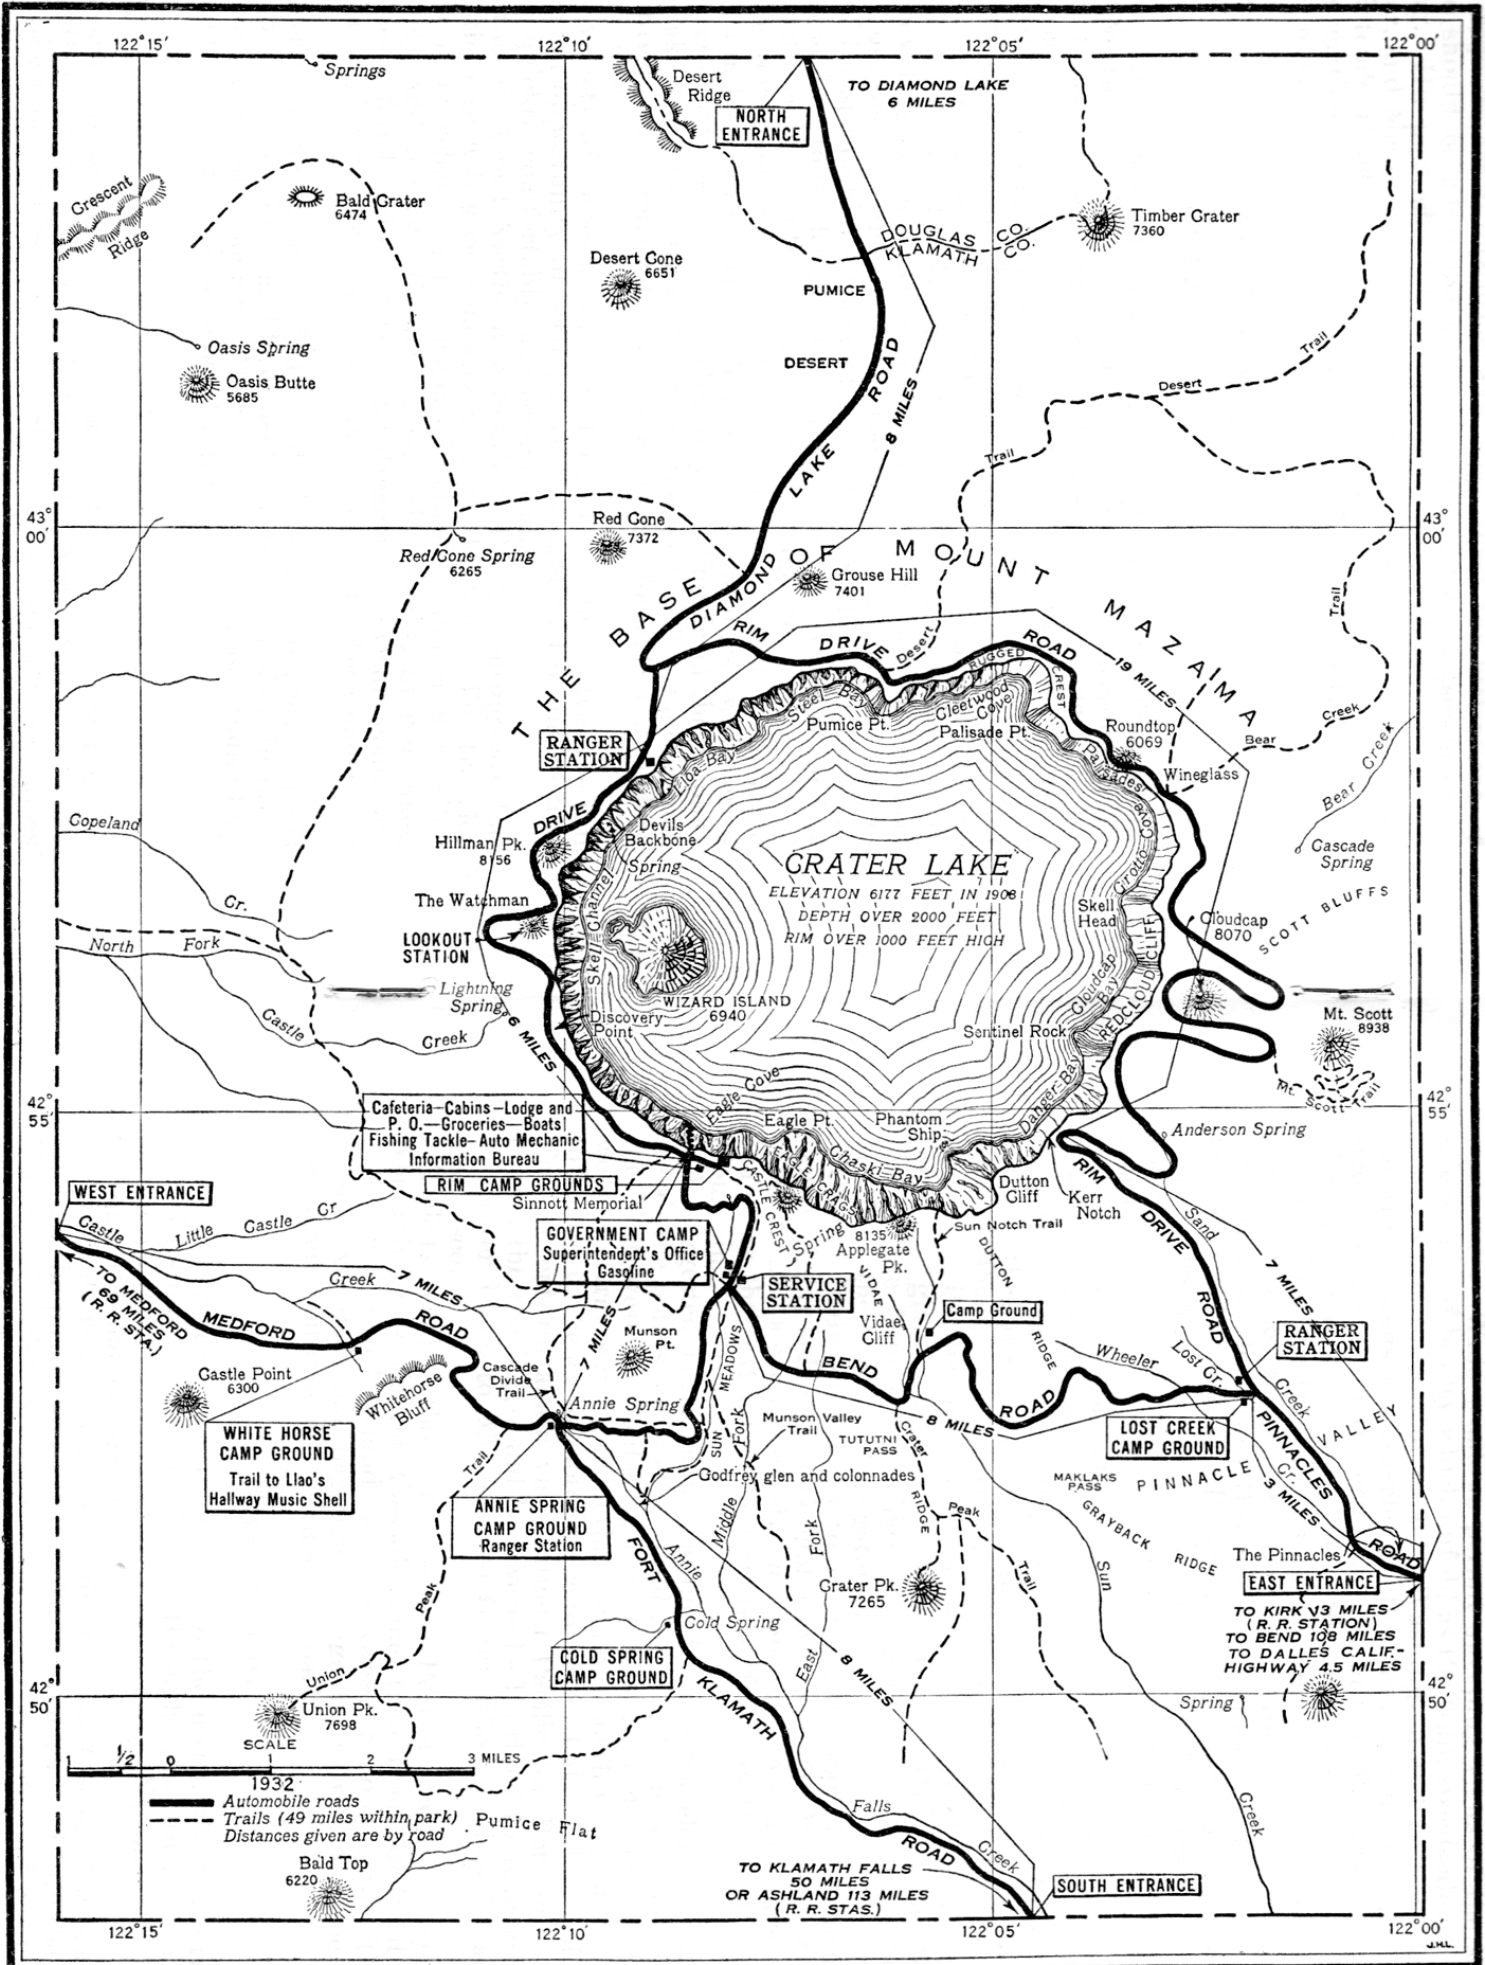 122°15'
122°10'
122°05'
122°00'
Springs
Desert
Ridge
NORTH
ENTRANCE
TO DIAMOND LAKE
6 MILES
Crescent
Ridge
Bald Crater
6474
Timber Crater
7360
DOUGLAS CO.
KLAMATH CO.
Desert Cone
6651
PUMICE
DESERT
Oasis Spring
Oasis Butte
5685
ROAD
LAKE
DIAMOND
8 MILES
Trail
Desert
Trail
43°
00'
43°
00'
Red Cone
7372
Red Cone Spring
6265
Grouse Hill
7401
THE BASE OF MOUNT MAZAMA
RIM DRIVE ROAD
Desert
Trail
19 MILES
RUGGED
CREST
Steel Bay
Pumice Pt.
Cleetwood
Cove
Palisade Pt.
Roundtop
6069
Palisades
Wineglass
Bear
Creek
Bear Creek
RANGER
STATION
Llao Bay
DRIVE
Hillman Pk.
8156
Devils
Backbone
Spring
CRATER LAKE
ELEVATION 6177 FEET IN 1908
DEPTH OVER 2000 FEET
RIM OVER 1000 FEET HIGH
Grotto Cove
Cascade
Spring
Copeland
Cr.
The Watchman
LOOKOUT
STATION
Skell Channel
Skell
Head
Cloudcap
8070
SCOTT BLUFFS
North Fork
Castle
Creek
Lightning
Spring
WIZARD ISLAND
6940
Discovery
Point
Cloudcap
Bay
REDCLOUD CLIFF
Sentinel Rock
Mt. Scott
8938
Mt. Scott Trail
6 MILES
42°
55'
42°
55'
Cafeteria-Cabins-Lodge and
P. O.-Groceries-Boats
Fishing Tackle-Auto Mechanic
Information Bureau
Eagle Cove
Eagle Pt.
Phantom
Ship
Danger Bay
Chaski Bay
Anderson Spring
RIM CAMP GROUNDS
Sinnott Memorial
CASTLE CREST
EAGLE CRAGS
Dutton
Cliff
Kerr
Notch
WEST ENTRANCE
Castle
Little Castle Cr
Creek
GOVERNMENT CAMP
Superintendent's Office
Gasoline
Spring
8135
Applegate
Pk.
Sun Notch Trail
DUTTON
RIDGE
RIM DRIVE ROAD
Sand
Creek
7 MILES
TO MEDFORD
69 MILES
(R. R. STA.)
MEDFORD ROAD
7 MILES
7 MILES
SERVICE
STATION
VIDAE
Vidae
Cliff
Camp Ground
RANGER
STATION
Castle Point
6300
Whitehorse
Bluff
Cascade
Divide
Trail
Munson
Pt.
MEADOWS
BEND ROAD
Wheeler
Lost Cr.
Annie Spring
8 MILES
WHITE HORSE
CAMP GROUND
Trail to Llao's
Hallway Music Shell
SUN
Fork
Munson Valley
Trail
TUTUTNI
PASS
Crater
LOST CREEK
CAMP GROUND
PINNACLES
VALLEY
Trail
Godfrey glen and colonnades
MAKLAKS
PASS
PINNACLE
Cr.
3 MILES
ANNIE SPRING
CAMP GROUND
Ranger Station
FORT
Annie
Middle
Fork
RIDGE
Peak
GRAYBACK
RIDGE
The Pinnacles
ROAD
EAST ENTRANCE
TO KIRK 13 MILES
(R. R. STATION)
TO BEND 108 MILES
TO DALLES CALIF.-
HIGHWAY 4.5 MILES
Peak
Crater Pk.
7265
Trail
Sun
Cold Spring
COLD SPRING
CAMP GROUND
East
8 MILES
Union
Union Pk.
7698
KLAMATH
Spring
42°
50'
42°
50'
SCALE
1 1/2 0 1 2 3 MILES
1932
Automobile roads
Trails (49 miles within park)
Distances given are by road
Pumice Flat
Bald Top
6220
Falls
Creek
ROAD
Creek
TO KLAMATH FALLS
50 MILES
OR ASHLAND 113 MILES
(R. R. STAS.)
SOUTH ENTRANCE
122°15'
122°10'
122°05'
122°00'
J.H.L.